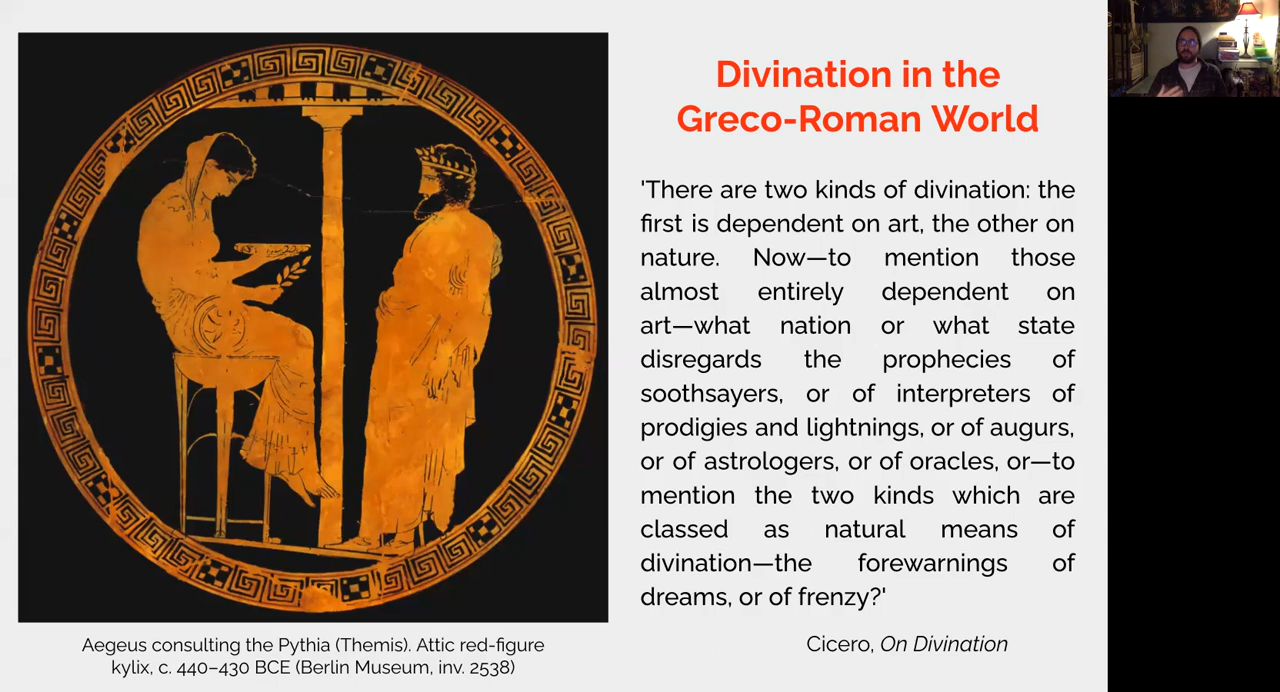 Divination in the
Greco-Roman World
'There are two kinds of divination: the
first is dependent on art, the other on
nature. Now—to mention those
almost entirely dependent on
art—what nation or what state
disregards the prophecies of
soothsayers, or of interpreters of
prodigies and lightnings, or of augurs,
or of astrologers, or of oracles, or—to
mention the two kinds which are
classed as natural means of
divination—the forewarnings of
dreams, or of frenzy?'
Cicero, On Divination
Aegeus consulting the Pythia (Themis). Attic red-figure
kylix, c. 440–430 BCE (Berlin Museum, inv. 2538)